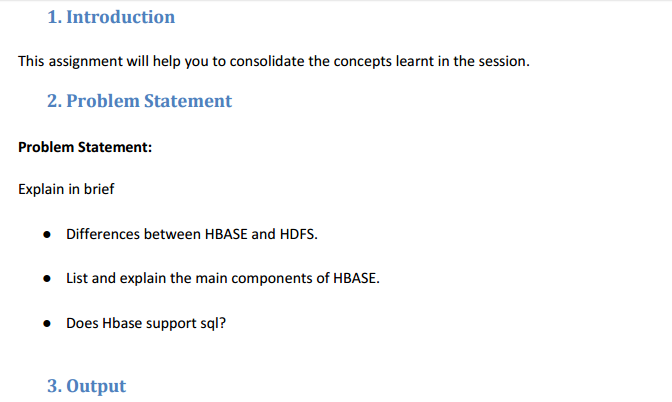 1. Introduction
This assignment will help you to consolidate the concepts learnt in the session.
2. Problem Statement
Problem Statement:
Explain in brief
● Differences between HBASE and HDFS.
● List and explain the main components of HBASE.
● Does Hbase support sql?
3. Output